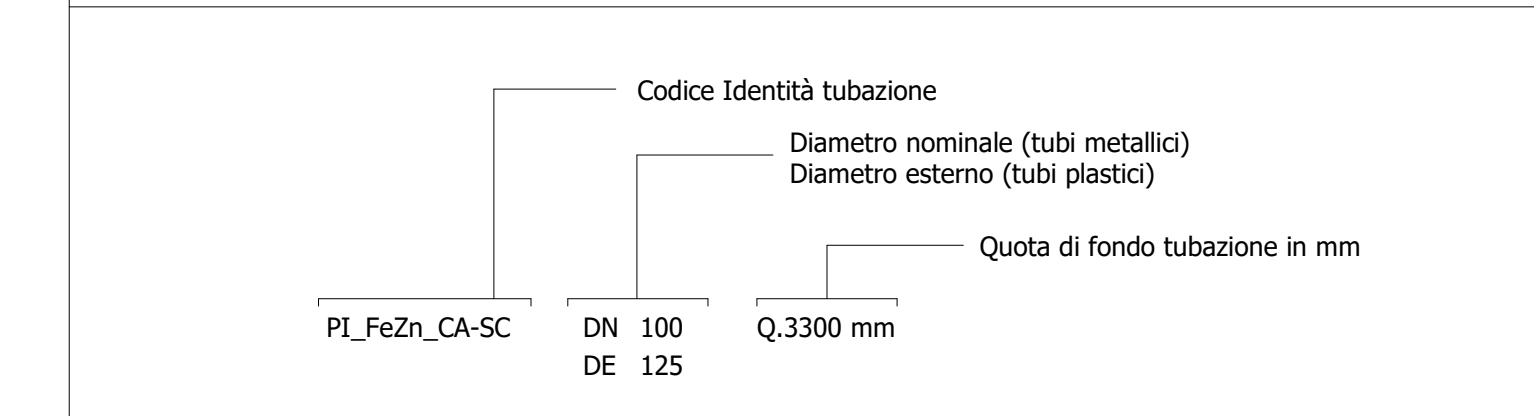 Codice Identità tubazione
Diametro nominale (tubi metallici)
Diametro esterno (tubi plastici)
Quota di fondo tubazione in mm
PI_FeZn_CA-SC DN 100 Q.3300 mm
DE 125